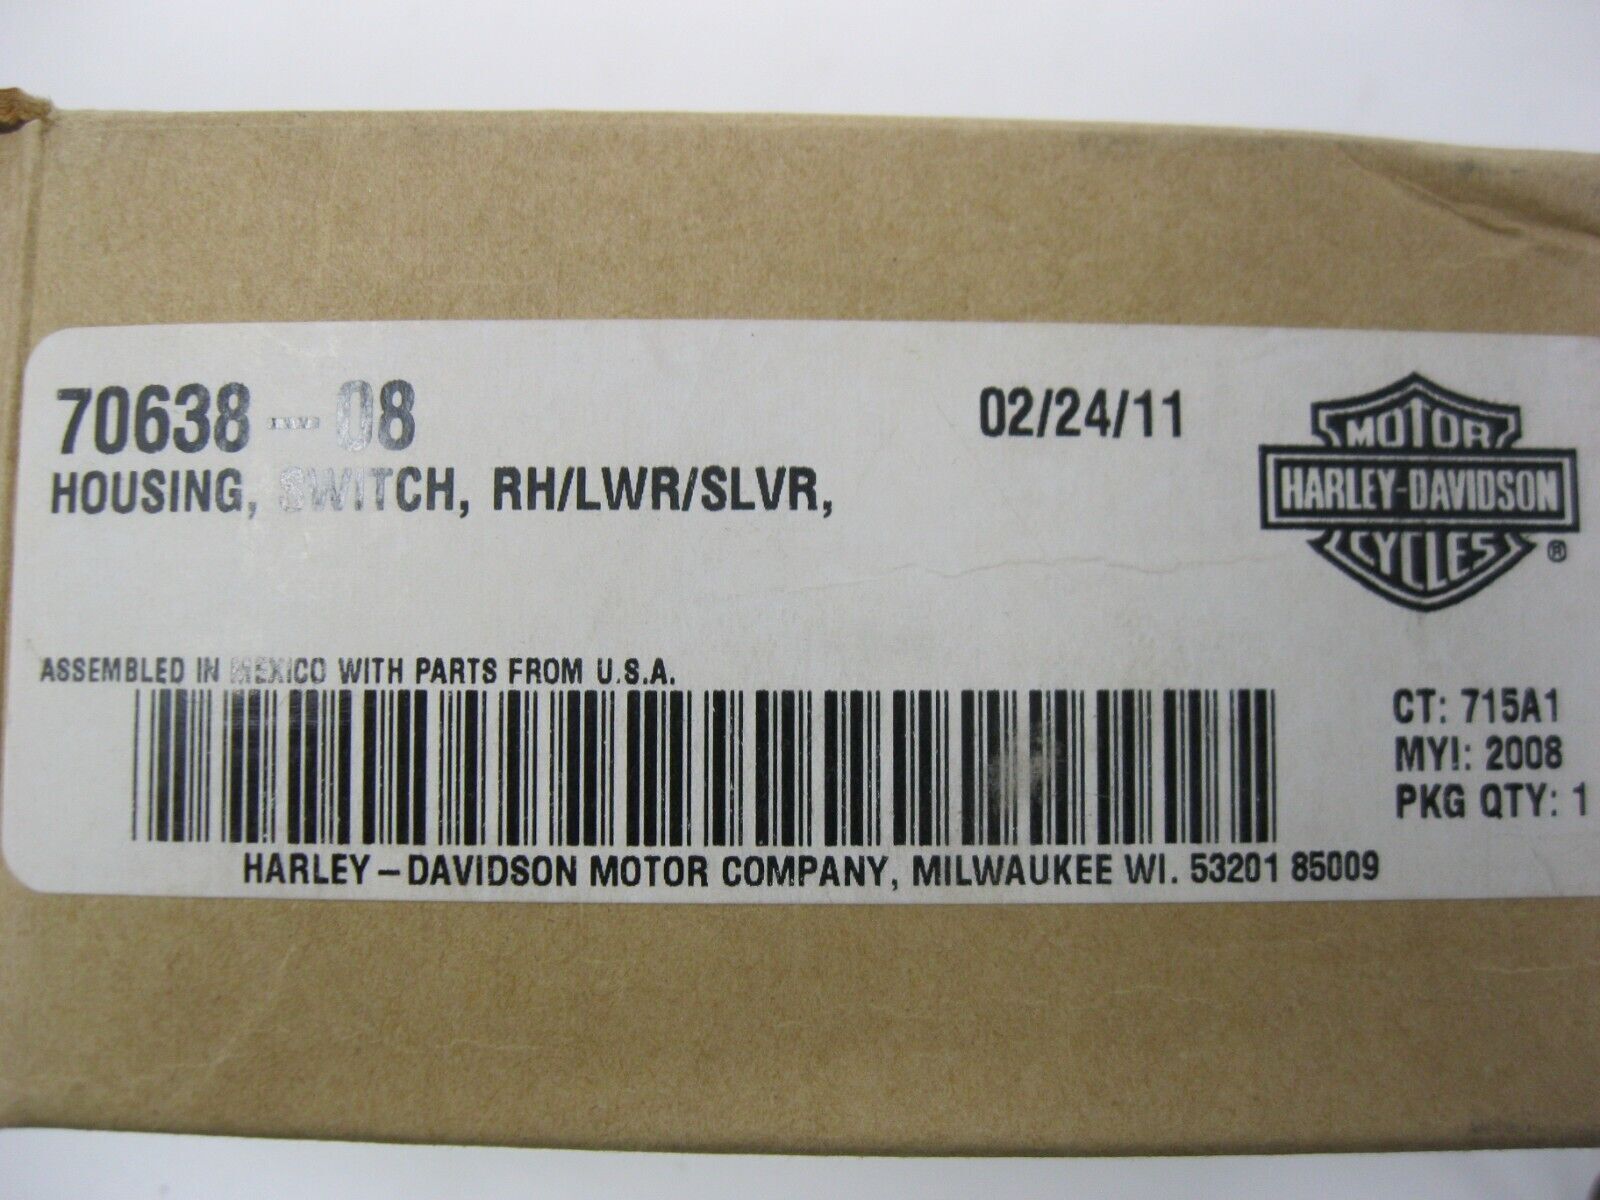 70638-08
02/24/11
HOUSING, SWITCH, RH/LWR/SLVR,
MOTOR
HARLEY-DAVIDSON
CYCLES
®
ASSEMBLED IN MEXICO WITH PARTS FROM U.S.A.
CT: 715A1
MYI: 2008
PKG QTY: 1
HARLEY-DAVIDSON MOTOR COMPANY, MILWAUKEE WI. 53201 85009